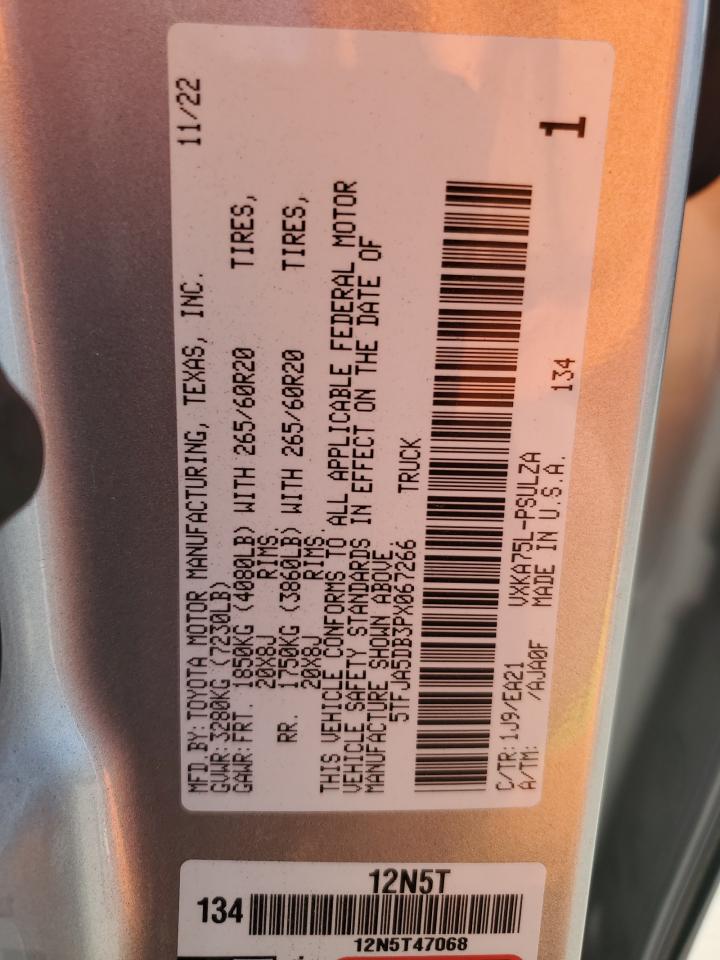 MFD.BY:TOYOTA MOTOR MANUFACTURING, TEXAS, INC. 11/22
GVWR:3280KG (7230LB)
GAWR:FRT. 1850KG (4080LB) WITH 265/60R20 TIRES,
20X8J RIMS.
RR. 1750KG (3860LB) WITH 265/60R20 TIRES,
20X8J RIMS.
THIS VEHICLE CONFORMS TO ALL APPLICABLE FEDERAL MOTOR
VEHICLE SAFETY STANDARDS IN EFFECT ON THE DATE OF
MANUFACTURE SHOWN ABOVE.
5TFJA5DB3PX067266 TRUCK
C/TR:1J9/EA21 VXKA75L-PSULZA
A/TM: /AJA0F MADE IN U.S.A. 134
1
12N5T
134
12N5T47068